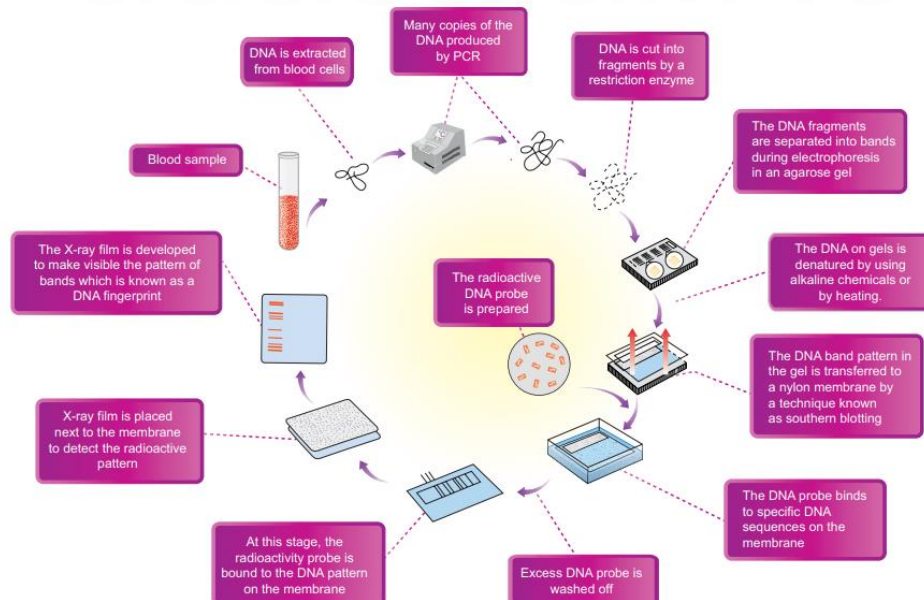 Blood sample
DNA is extracted
from blood cells
Many copies of the
DNA produced
by PCR
DNA is cut into
fragments by a
restriction enzyme
The DNA fragments
are separated into bands
during electrophoresis
in an agarose gel
The DNA on gels is
denatured by using
alkaline chemicals or
by heating.
The DNA band pattern in
the gel is transferred to
a nylon membrane by
a technique known
as southern blotting
The radioactive
DNA probe
is prepared
The DNA probe binds
to specific DNA
sequences on the
membrane
Excess DNA probe is
washed off
At this stage, the
radioactivity probe is
bound to the DNA pattern
on the membrane
X-ray film is placed
next to the membrane
to detect the radioactive
pattern
The X-ray film is developed
to make visible the pattern of
bands which is known as a
DNA fingerprint